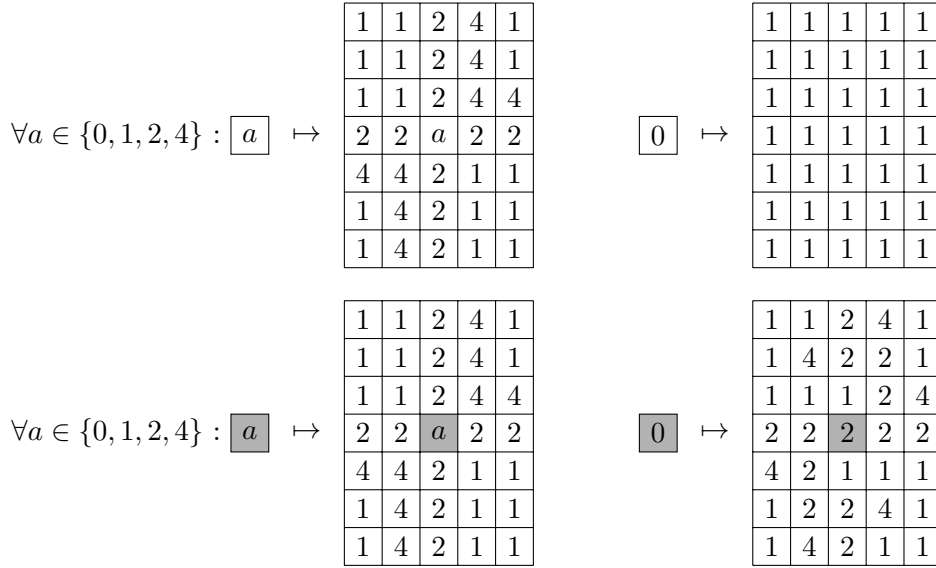 1 1 2 4 1 1 1 1 1 1
1 1 2 4 1 1 1 1 1 1
1 1 2 4 4 1 1 1 1 1
∀a ∈ {0, 1, 2, 4} : a ↦ 2 2 a 2 2 0 ↦ 1 1 1 1 1
4 4 2 1 1 1 1 1 1 1
1 4 2 1 1 1 1 1 1 1
1 4 2 1 1 1 1 1 1 1
1 1 2 4 1 1 1 2 4 1
1 1 2 4 1 1 4 2 2 1
1 1 2 4 4 1 1 1 2 4
∀a ∈ {0, 1, 2, 4} : a ↦ 2 2 a 2 2 0 ↦ 2 2 2 2 2
4 4 2 1 1 4 2 1 1 1
1 4 2 1 1 1 2 2 4 1
1 4 2 1 1 1 4 2 1 1